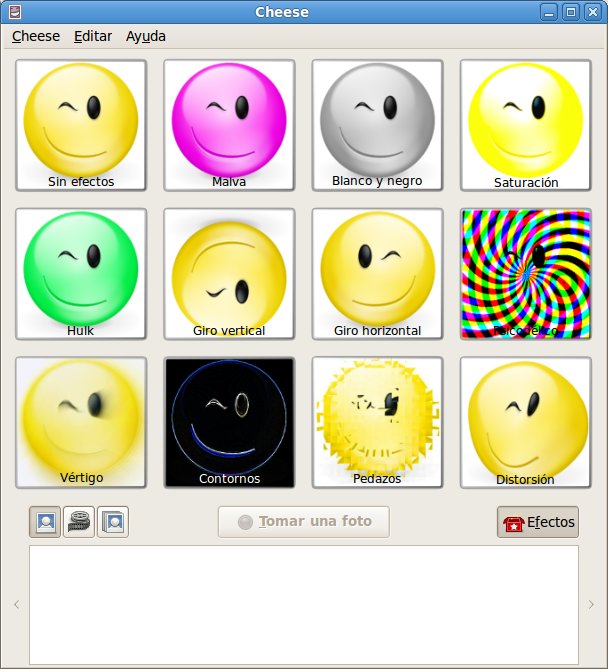 Cheese
Cheese Editar Ayuda
Sin efectos Malva Blanco y negro Saturación
Hulk Giro vertical Giro horizontal Psicodélico
Vértigo Contornos Pedazos Distorsión
Tomar una foto Efectos